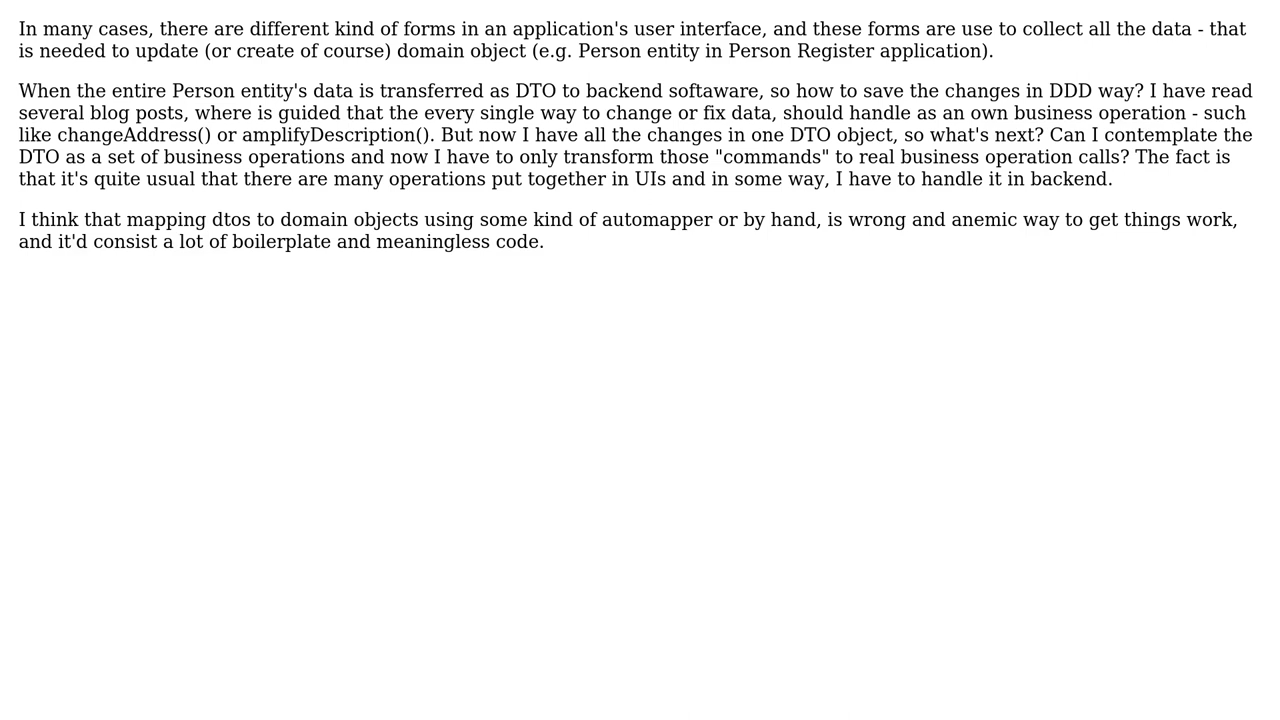 In many cases, there are different kind of forms in an application's user interface, and these forms are use to collect all the data - that
is needed to update (or create of course) domain object (e.g. Person entity in Person Register application).
When the entire Person entity's data is transferred as DTO to backend softaware, so how to save the changes in DDD way? I have read
several blog posts, where is guided that the every single way to change or fix data, should handle as an own business operation - such
like changeAddress() or amplifyDescription(). But now I have all the changes in one DTO object, so what's next? Can I contemplate the
DTO as a set of business operations and now I have to only transform those "commands" to real business operation calls? The fact is
that it's quite usual that there are many operations put together in UIs and in some way, I have to handle it in backend.
I think that mapping dtos to domain objects using some kind of automapper or by hand, is wrong and anemic way to get things work,
and it'd consist a lot of boilerplate and meaningless code.